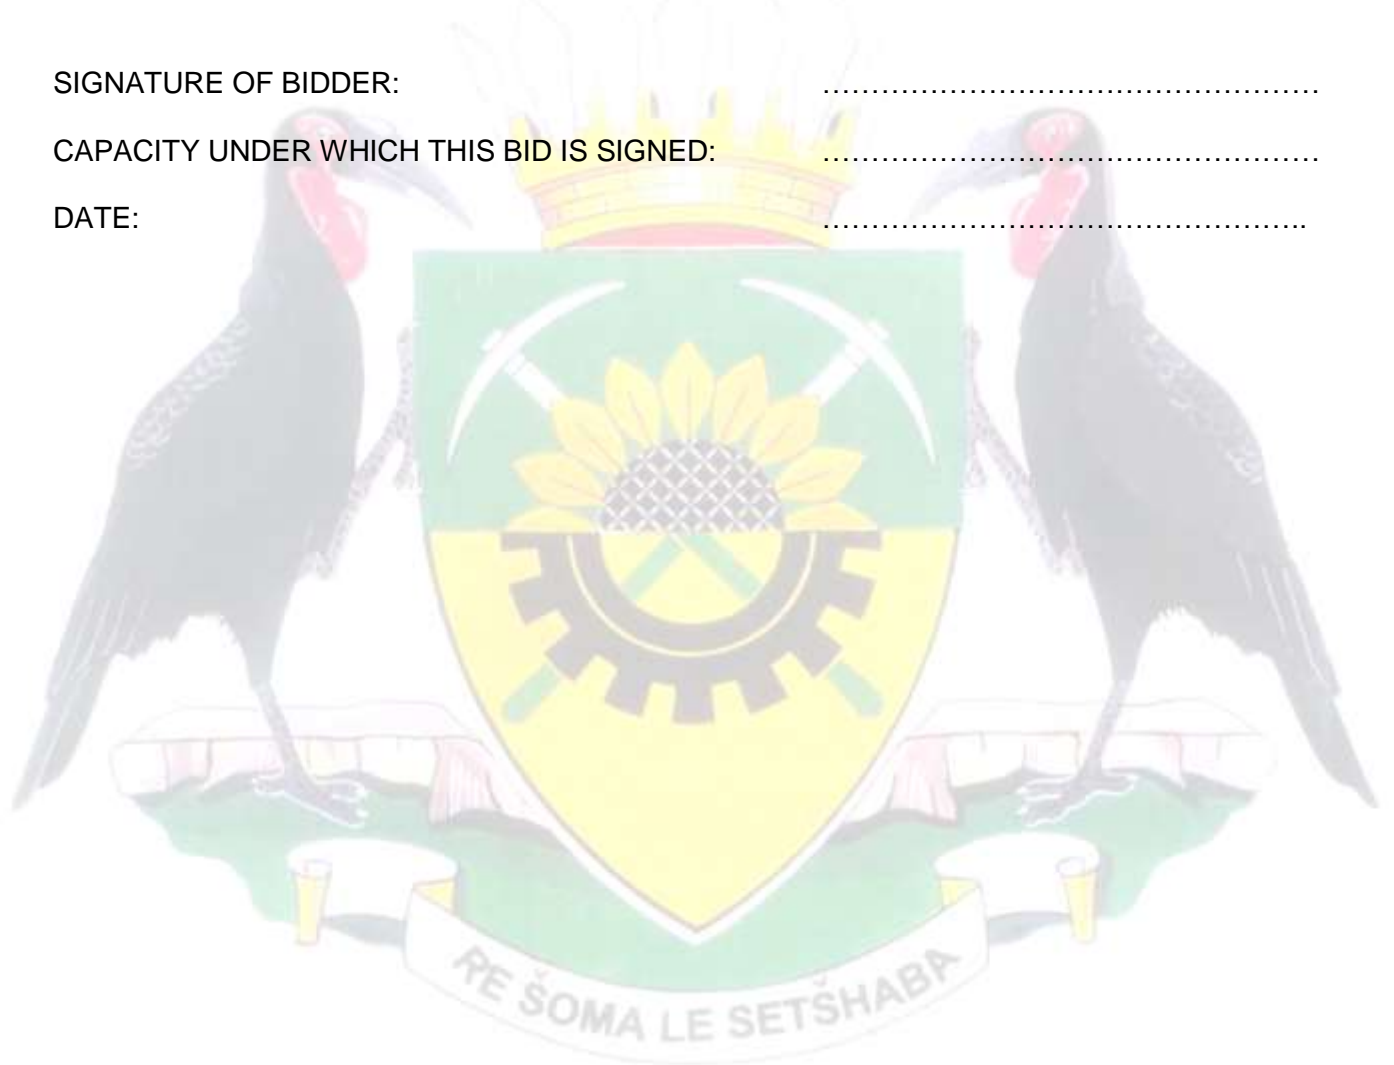 SIGNATURE OF BIDDER: ……………………………………………
CAPACITY UNDER WHICH THIS BID IS SIGNED: ……………………………………………
DATE: …………………………………………..
RE ŠOMA LE SETŠHABA